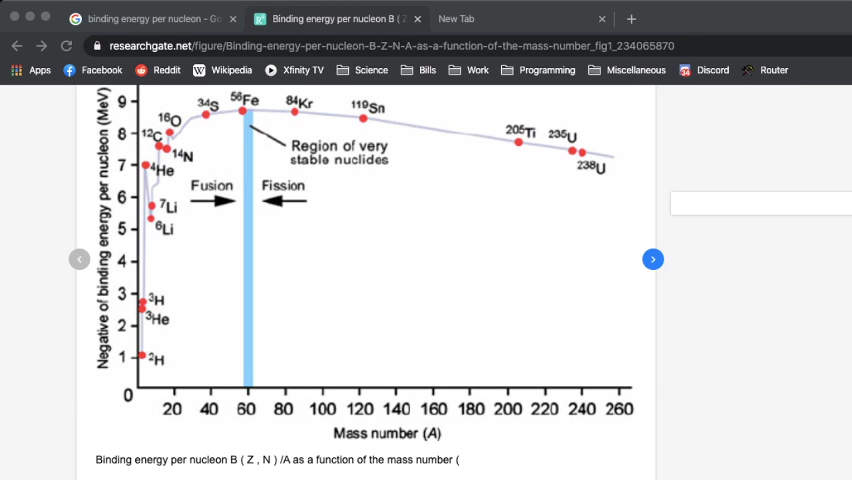 binding energy per nucleon - Go
Binding energy per nucleon B ( Z
New Tab
researchgate.net/figure/Binding-energy-per-nucleon-B-Z-N-A-as-a-function-of-the-mass-number_fig1_234065870
Apps Facebook Reddit Wikipedia Xfinity TV Science Bills Work Programming Miscellaneous Discord Router
Negative of binding energy per nucleon (MeV)
9
8
7
6
5
4
3
2
1
0
34S 56Fe 84Kr 119Sn
16O
12C
14N
205Ti 235U
238U
4He
7Li
6Li
3H
3He
2H
Region of very
stable nuclides
Fusion Fission
20 40 60 80 100 120 140 160 180 200 220 240 260
Mass number (A)
Binding energy per nucleon B ( Z , N ) /A as a function of the mass number (